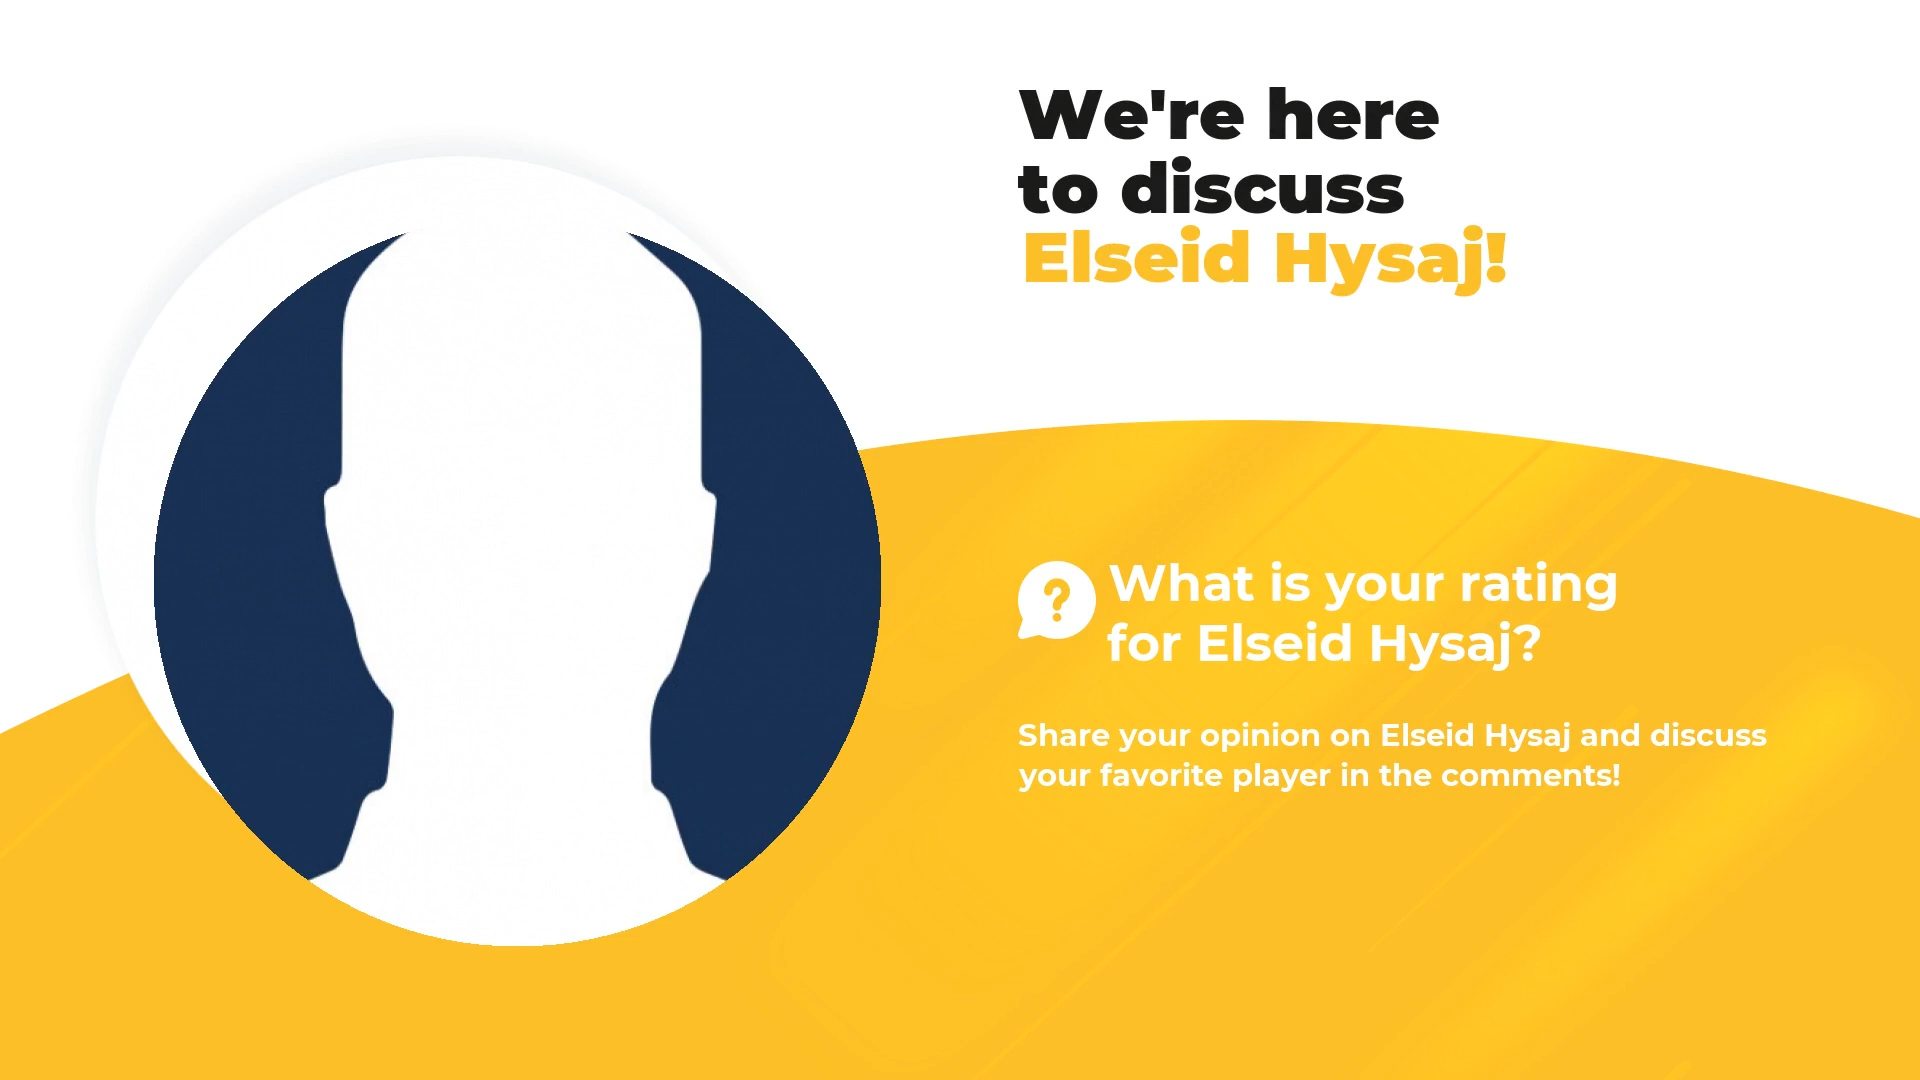 We're here
to discuss
Elseid Hysaj!
What is your rating
for Elseid Hysaj?
Share your opinion on Elseid Hysaj and discuss
your favorite player in the comments!